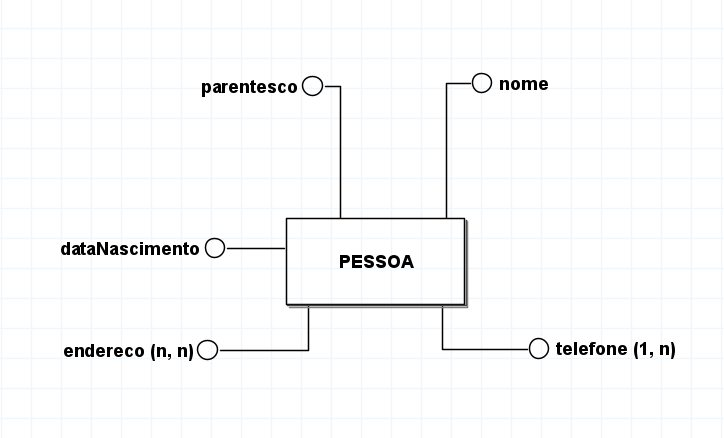 parentesco
nome
dataNascimento
PESSOA
endereco (n, n)
telefone (1, n)